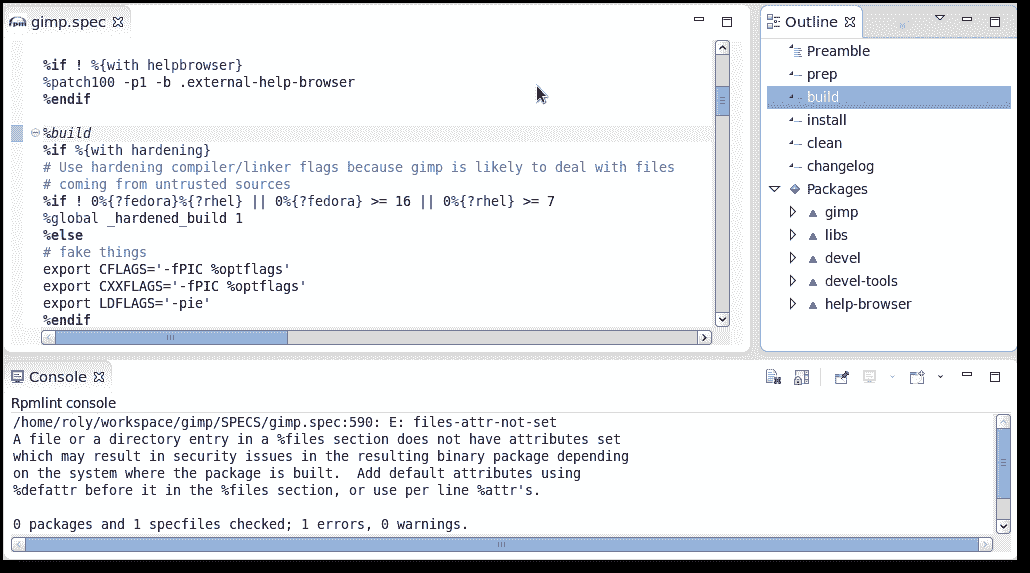 gimp.spec
%if ! %{with helpbrowser}
%patch100 -p1 -b .external-help-browser
%endif
%build
%if %{with hardening}
# Use hardening compiler/linker flags because gimp is likely to deal with files
# coming from untrusted sources
%if ! 0%{?fedora}%{?rhel} || 0%{?fedora} >= 16 || 0%{?rhel} >= 7
%global _hardened_build 1
%else
# fake things
export CFLAGS='-fPIC %optflags'
export CXXFLAGS='-fPIC %optflags'
export LDFLAGS='-pie'
%endif
Outline
Preamble
prep
build
install
clean
changelog
Packages
gimp
libs
devel
devel-tools
help-browser
Console
Rpmlint console
/home/roly/workspace/gimp/SPECS/gimp.spec:590: E: files-attr-not-set
A file or a directory entry in a %files section does not have attributes set
which may result in security issues in the resulting binary package depending
on the system where the package is built.  Add default attributes using
%defattr before it in the %files section, or use per line %attr's.
0 packages and 1 specfiles checked; 1 errors, 0 warnings.